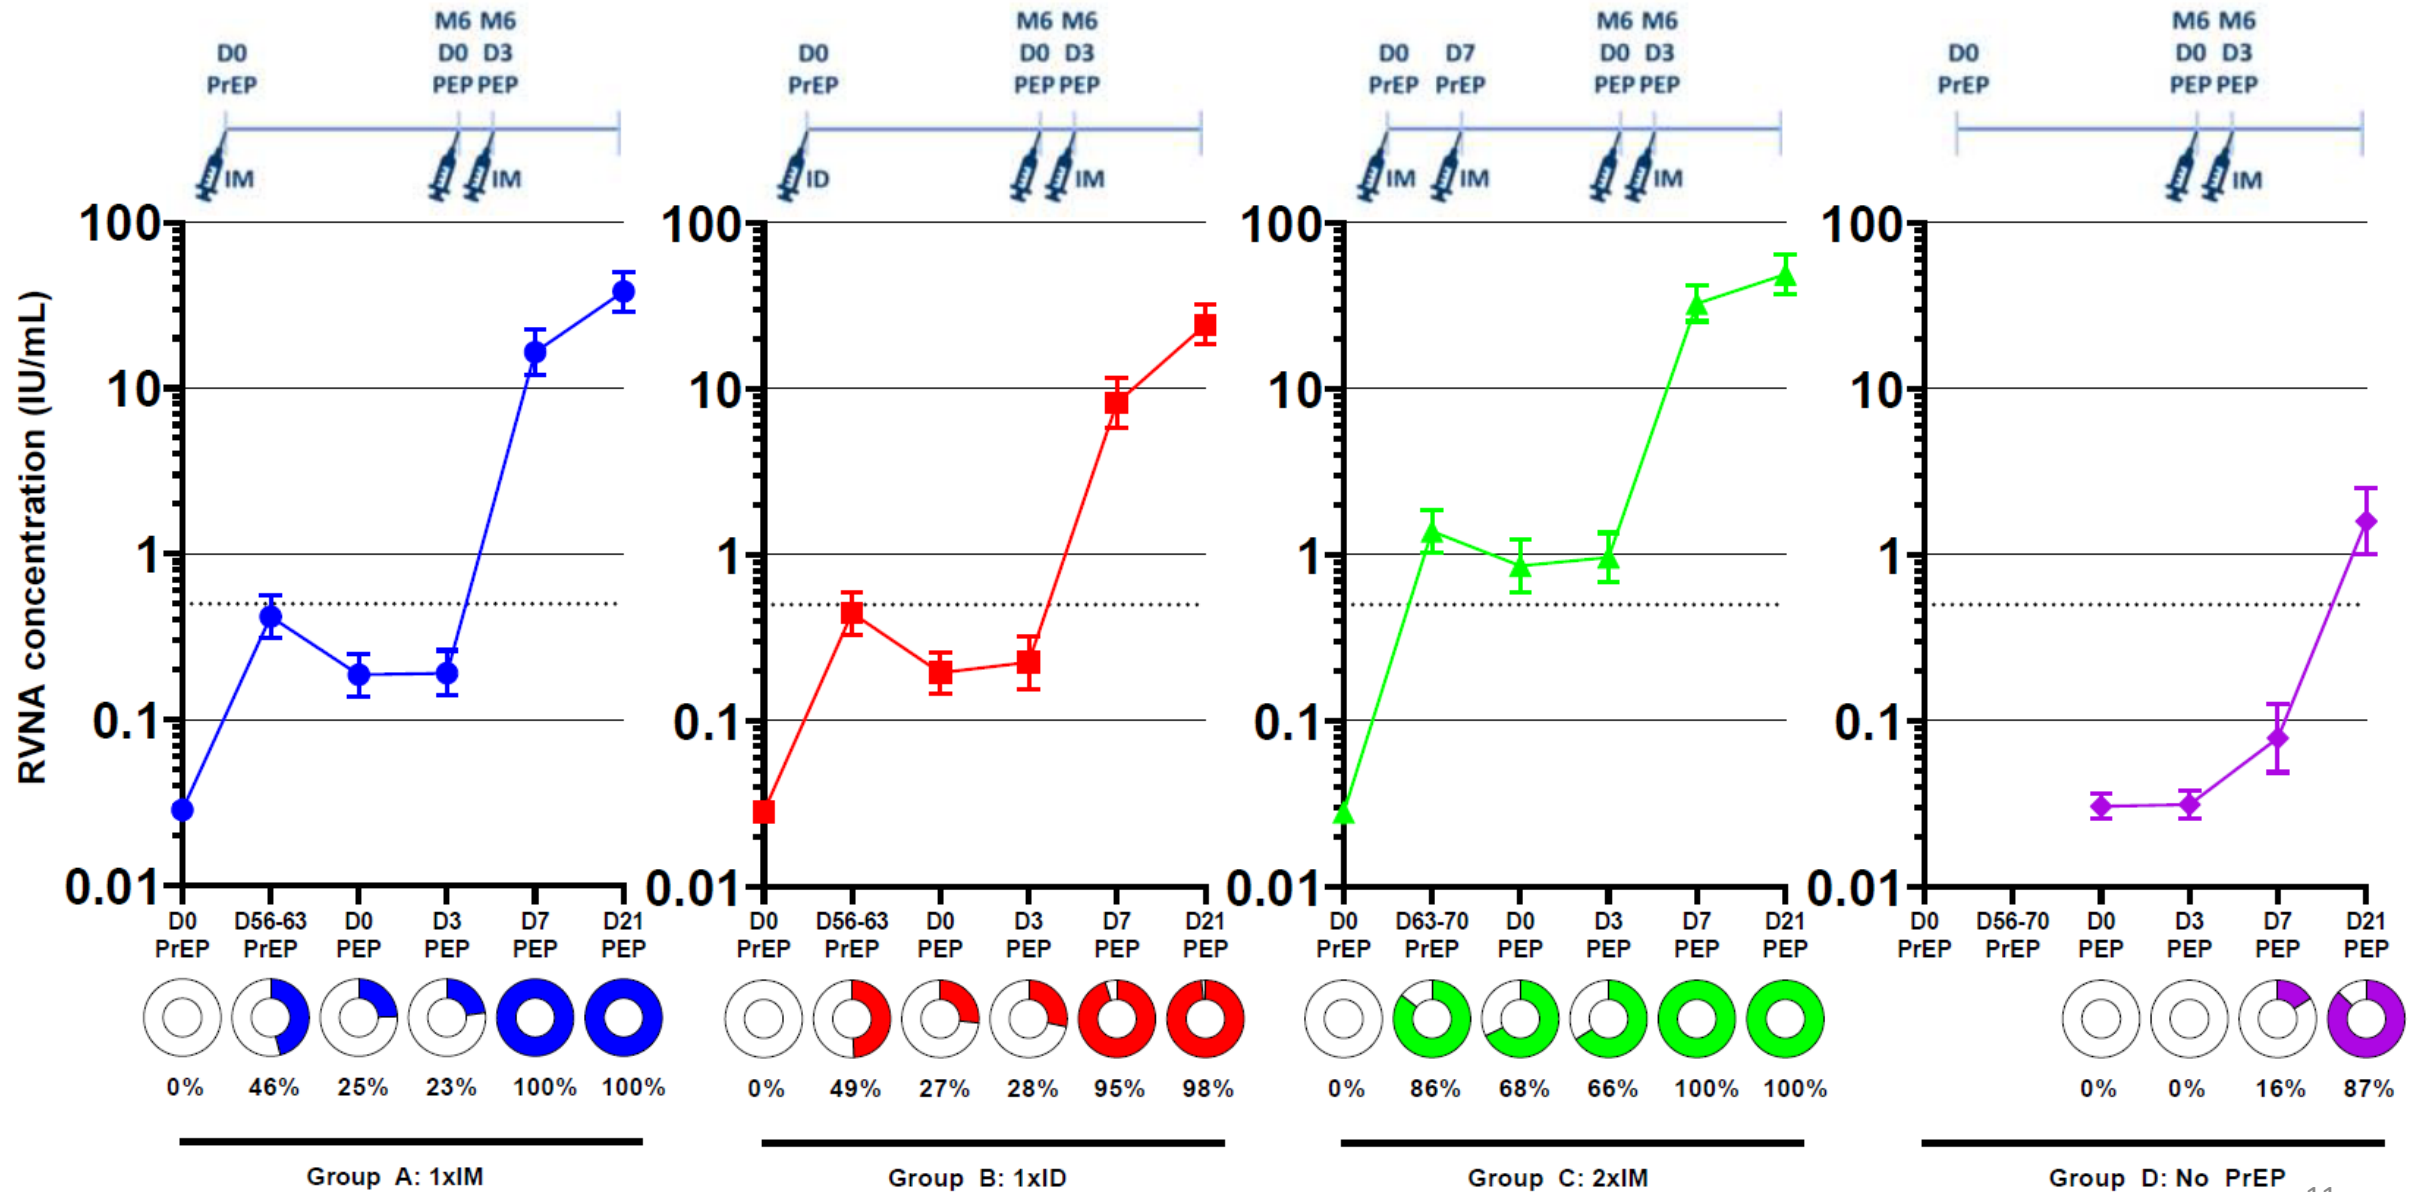 M6 M6
D0 D0 D3
PrEP PEP PEP
IM IM
M6 M6
D0 D0 D3
PrEP PEP PEP
ID IM
M6 M6
D0 D7 D0 D3
PrEP PrEP PEP PEP
IM IM IM
M6 M6
D0 D0 D3
PrEP PEP PEP
IM
RVNA concentration (IU/mL)
100
10
1
0.1
0.01
D0 D56-63 D0 D3 D7 D21
PrEP PrEP PEP PEP PEP PEP
0% 46% 25% 23% 100% 100%
Group A: 1xIM
100
10
1
0.1
0.01
D0 D56-63 D0 D3 D7 D21
PrEP PrEP PEP PEP PEP PEP
0% 49% 27% 28% 95% 98%
Group B: 1xID
100
10
1
0.1
0.01
D0 D63-70 D0 D3 D7 D21
PrEP PrEP PEP PEP PEP PEP
0% 86% 68% 66% 100% 100%
Group C: 2xIM
100
10
1
0.1
0.01
D0 D56-70 D0 D3 D7 D21
PrEP PrEP PEP PEP PEP PEP
0% 0% 16% 87%
Group D: No PrEP